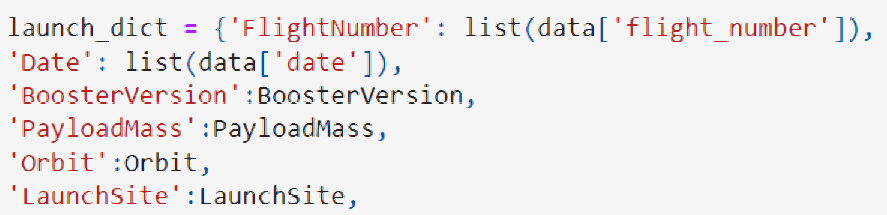 launch_dict = {'FlightNumber': list(data['flight_number']),
'Date': list(data['date']),
'BoosterVersion':BoosterVersion,
'PayloadMass':PayloadMass,
'Orbit':Orbit,
'LaunchSite':LaunchSite,